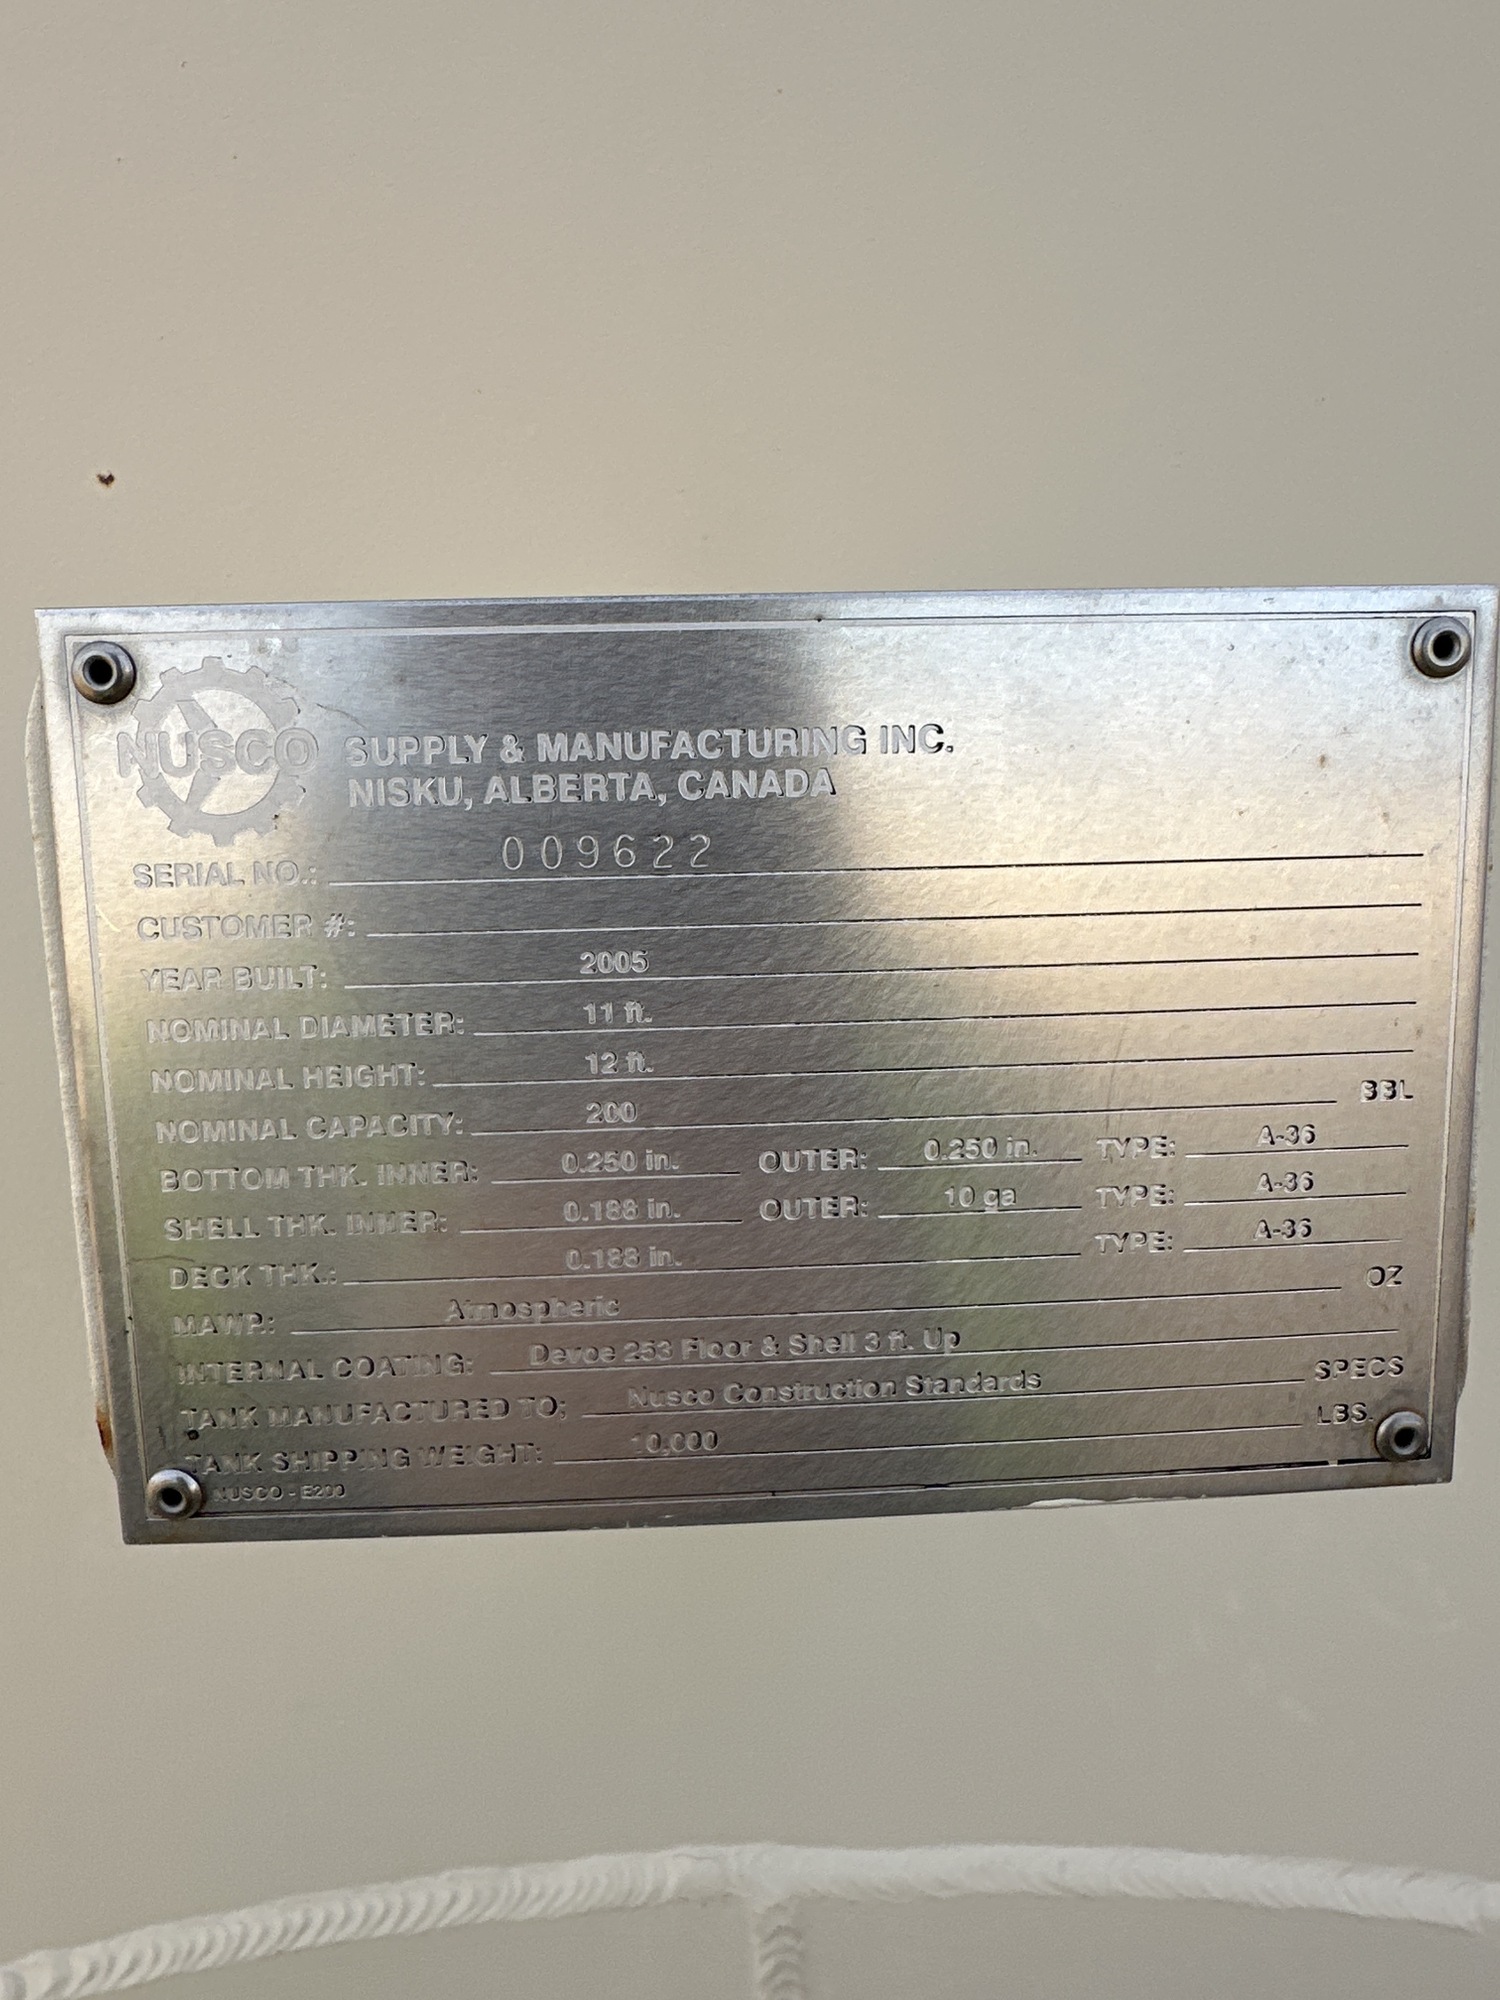 NUSCO SUPPLY & MANUFACTURING INC.
NISKU, ALBERTA, CANADA
SERIAL NO.: 009622
CUSTOMER #:
YEAR BUILT: 2005
NOMINAL DIAMETER: 11 ft.
NOMINAL HEIGHT: 12 ft.
NOMINAL CAPACITY: 200 BBL
BOTTOM THK. INNER: 0.250 in. OUTER: 0.250 in. TYPE: A-36
SHELL THK. INNER: 0.188 in. OUTER: 10 ga TYPE: A-36
DECK THK.: 0.188 in. TYPE: A-36
MAWP.: Atmospheric OZ
INTERNAL COATING: Devoe 253 Floor & Shell 3 ft. Up
TANK MANUFACTURED TO; Nusco Construction Standards SPECS
TANK SHIPPING WEIGHT: 10,000 LBS.
NUSCO - E200